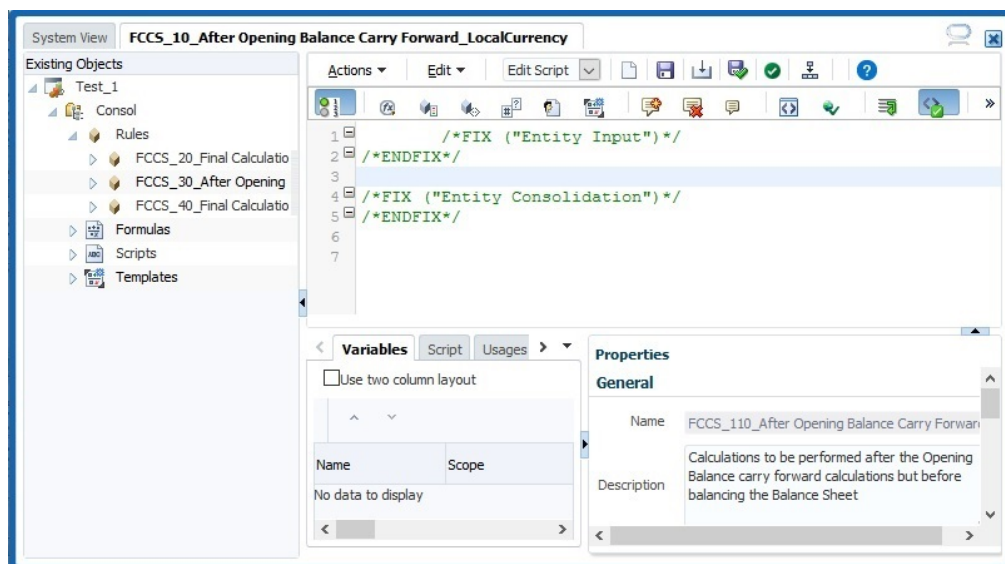 System View
FCCS_10_After Opening Balance Carry Forward_LocalCurrency
Existing Objects
Test_1
Consol
Rules
FCCS_20_Final Calculatio
FCCS_30_After Opening
FCCS_40_Final Calculatio
Formulas
Scripts
Templates
Actions Edit Edit Script
1 /*FIX ("Entity Input")*/
2 /*ENDFIX*/
3
4 /*FIX ("Entity Consolidation")*/
5 /*ENDFIX*/
6
7
Variables Script Usages
Use two column layout
Name Scope
No data to display
Properties
General
Name FCCS_110_After Opening Balance Carry Forward
Description Calculations to be performed after the Opening
Balance carry forward calculations but before
balancing the Balance Sheet